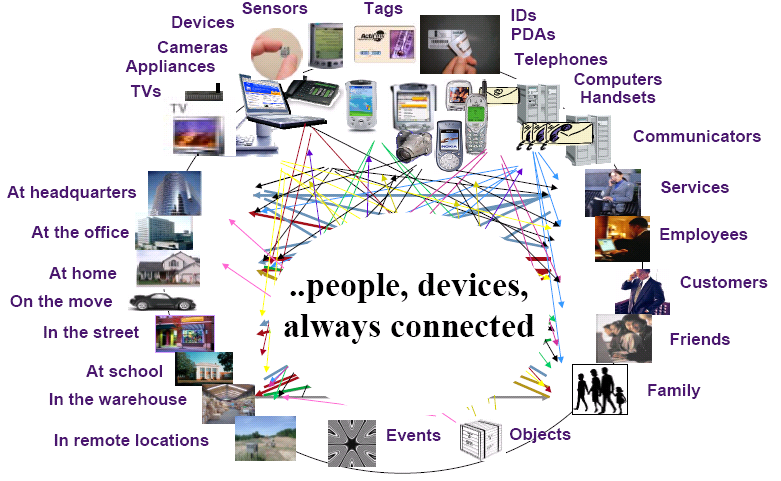 Sensors
Tags
IDs
Devices
PDAs
Cameras
Telephones
Appliances
Computers
TVs
Handsets
TV
NOKIA
Communicators
At headquarters
Services
At the office
Employees
At home
Customers
On the move
..people, devices,
always connected
In the street
Friends
At school
Family
In the warehouse
In remote locations
Events
Objects